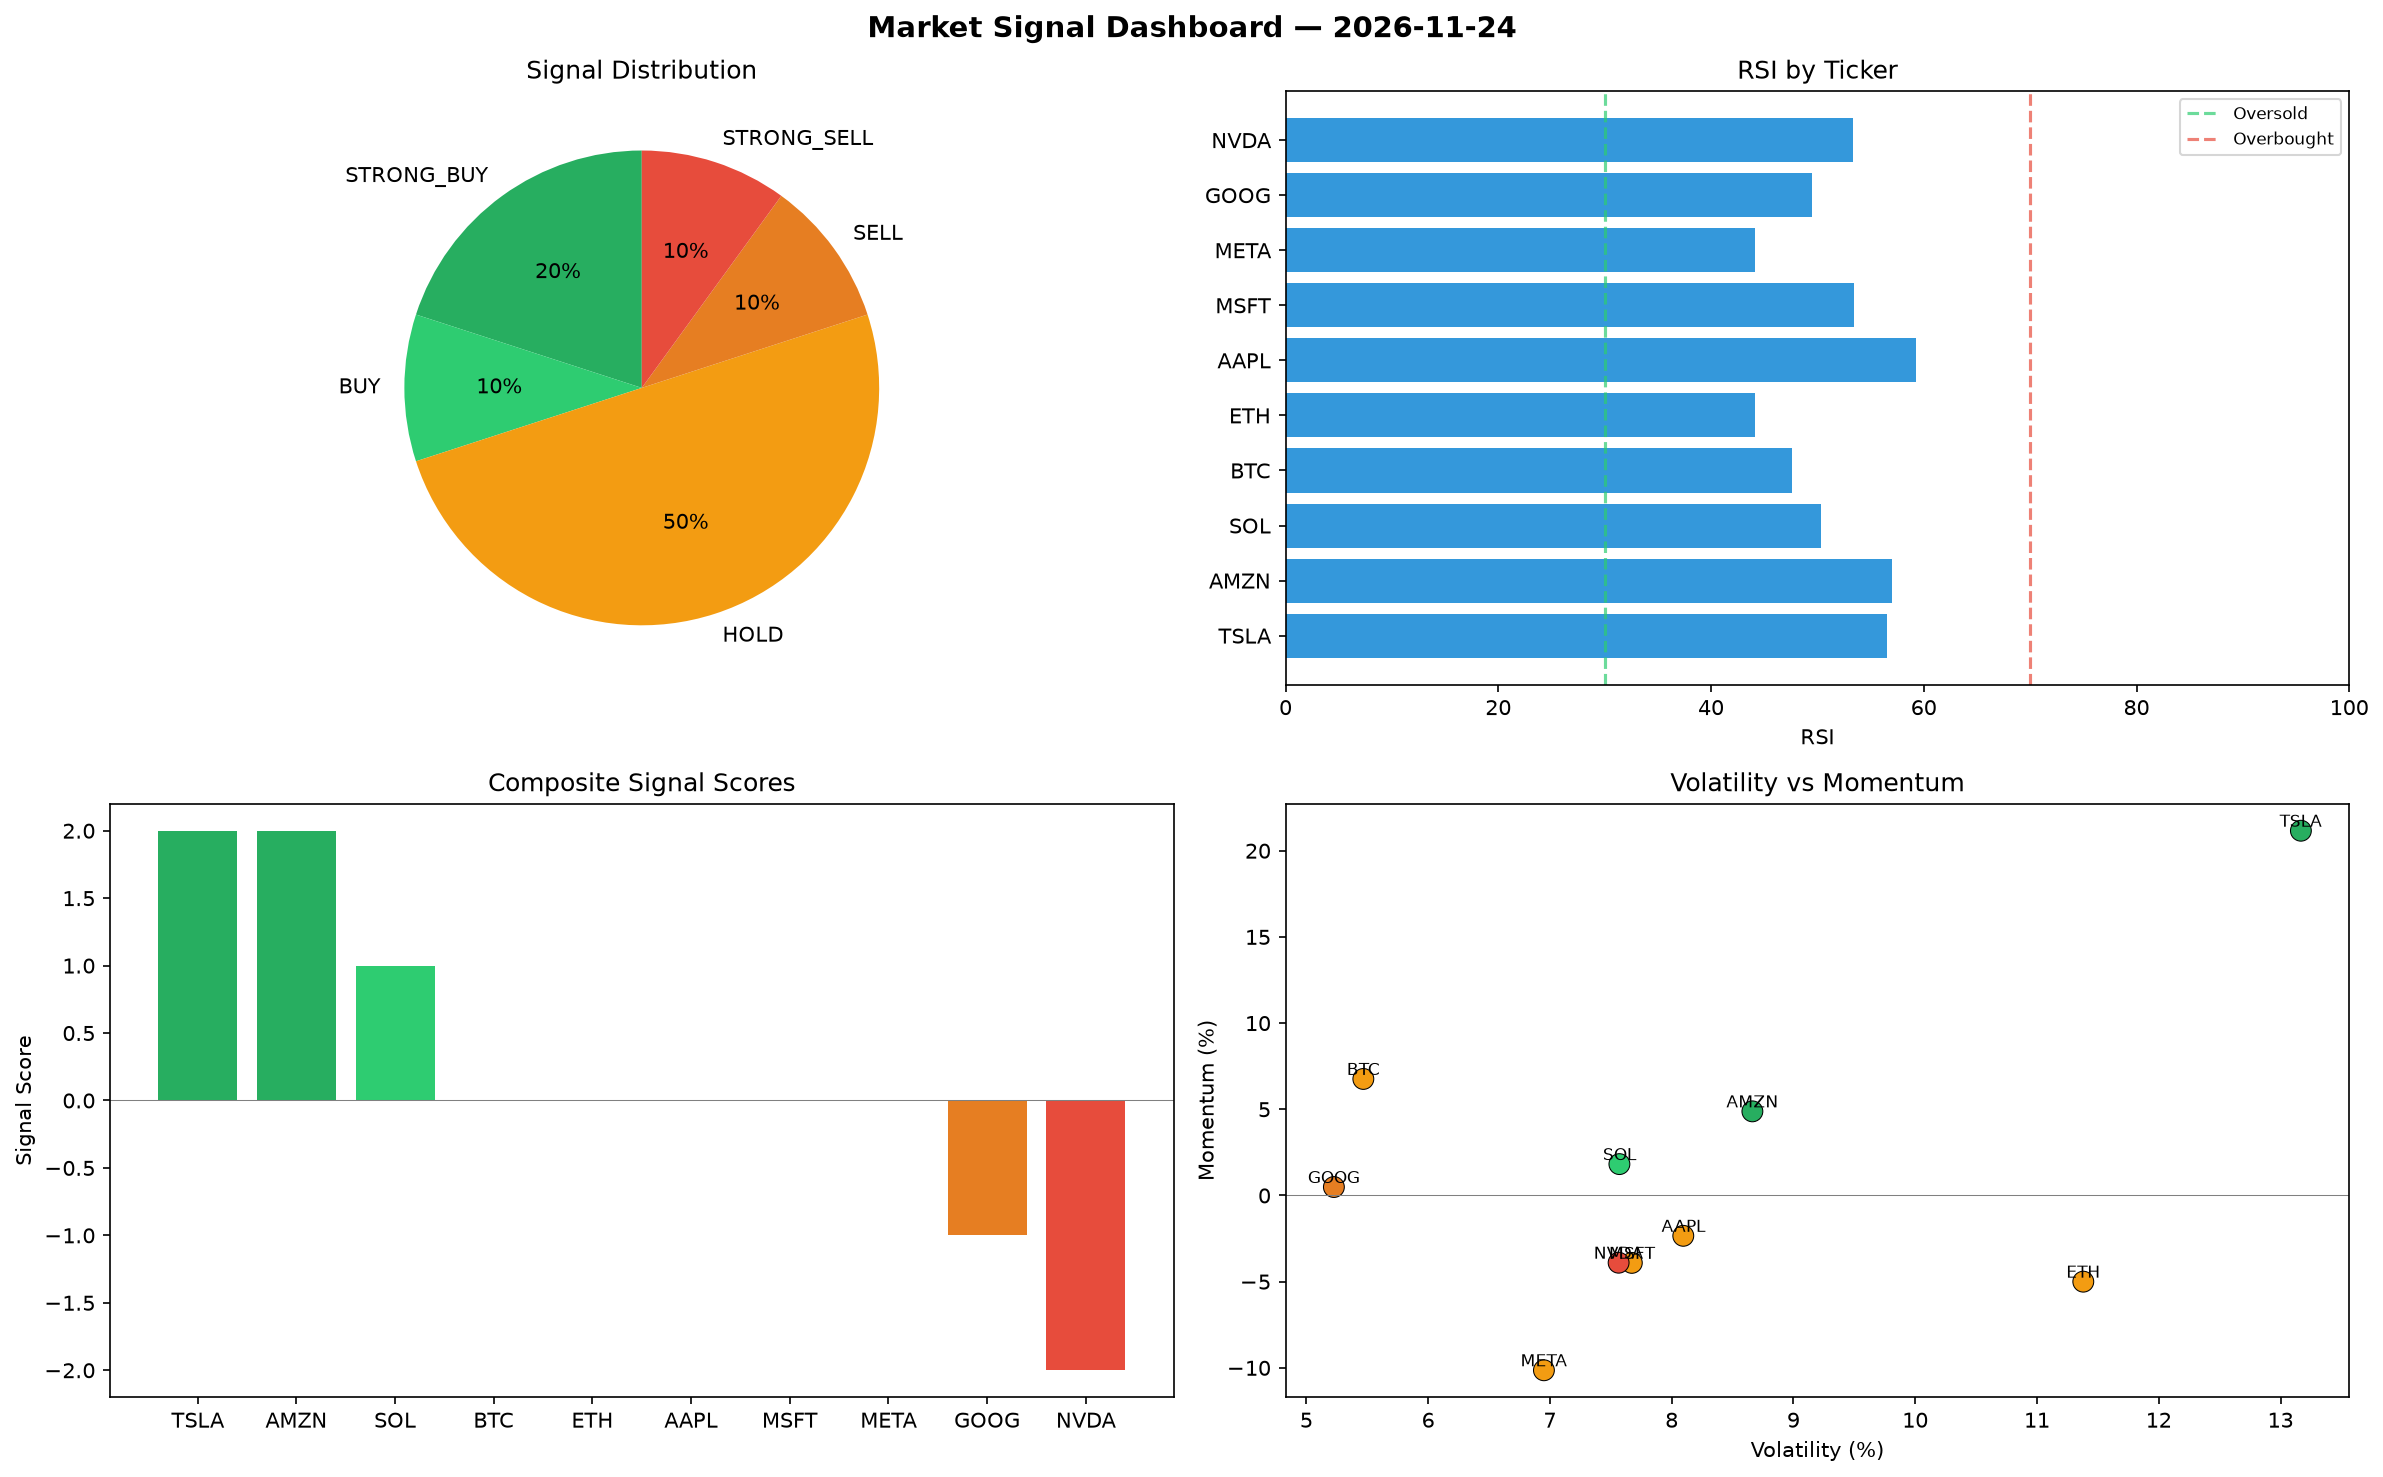 Market Signal Dashboard — 2026-11-24
Signal Distribution
STRONG_SELL
STRONG_BUY
SELL
10%
20%
10%
BUY
10%
50%
HOLD
RSI by Ticker
Oversold
Overbought
NVDA
GOOG
META
MSFT
AAPL
ETH
BTC
SOL
AMZN
TSLA
0 20 40 60 80 100
RSI
Composite Signal Scores
Signal Score
2.0
1.5
1.0
0.5
0.0
−0.5
−1.0
−1.5
−2.0
TSLA AMZN SOL BTC ETH AAPL MSFT META GOOG NVDA
Volatility vs Momentum
Momentum (%)
20
15
10
5
0
−5
−10
TSLA
BTC
AMZN
SOL
GOOG
AAPL
NVDA MSFT
ETH
META
5 6 7 8 9 10 11 12 13
Volatility (%)